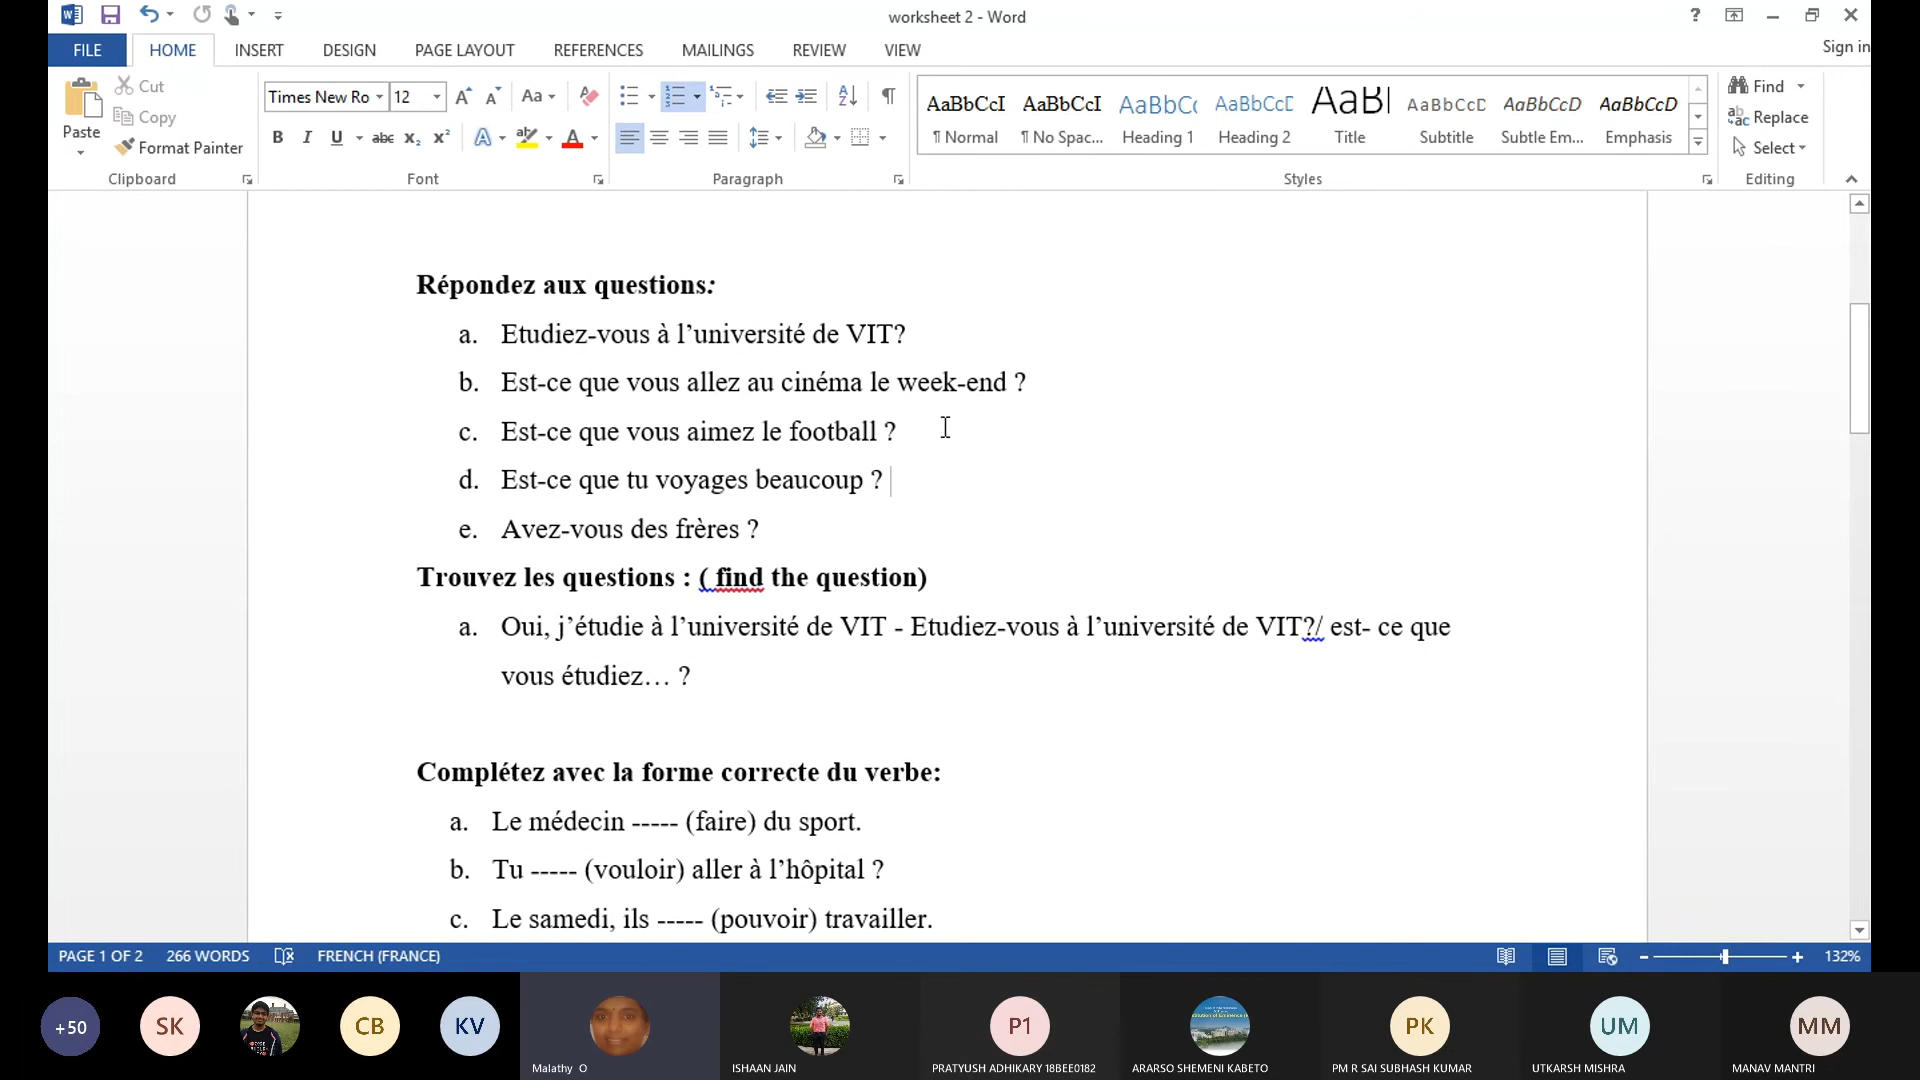 worksheet 2 - Word
FILE HOME INSERT DESIGN PAGE LAYOUT REFERENCES MAILINGS REVIEW VIEW Sign in
Paste Cut Copy Format Painter
Times New Ro 12
AaBbCcI AaBbCcI AaBbC AaBbCcC AaBl AaBbCcD AaBbCcD AaBbCcD
¶ Normal ¶ No Spac... Heading 1 Heading 2 Title Subtitle Subtle Em... Emphasis
Find Replace Select
Clipboard Font Paragraph Styles Editing
Répondez aux questions:
a. Etudiez-vous à l’université de VIT?
b. Est-ce que vous allez au cinéma le week-end ?
c. Est-ce que vous aimez le football ?
d. Est-ce que tu voyages beaucoup ?
e. Avez-vous des frères ?
Trouvez les questions : ( find the question)
a. Oui, j’étudie à l’université de VIT - Etudiez-vous à l’université de VIT?/ est- ce que
vous étudiez… ?
Complétez avec la forme correcte du verbe:
a. Le médecin ----- (faire) du sport.
b. Tu ----- (vouloir) aller à l’hôpital ?
c. Le samedi, ils ----- (pouvoir) travailler.
PAGE 1 OF 2 266 WORDS FRENCH (FRANCE) 132%
+50 SK CB KV P1 PK UM MM
Malathy O ISHAAN JAIN PRATYUSH ADHIKARY 18BEE0182 ARARSO SHEMENI KABETO PM R SAI SUBHASH KUMAR UTKARSH MISHRA MANAV MANTRI